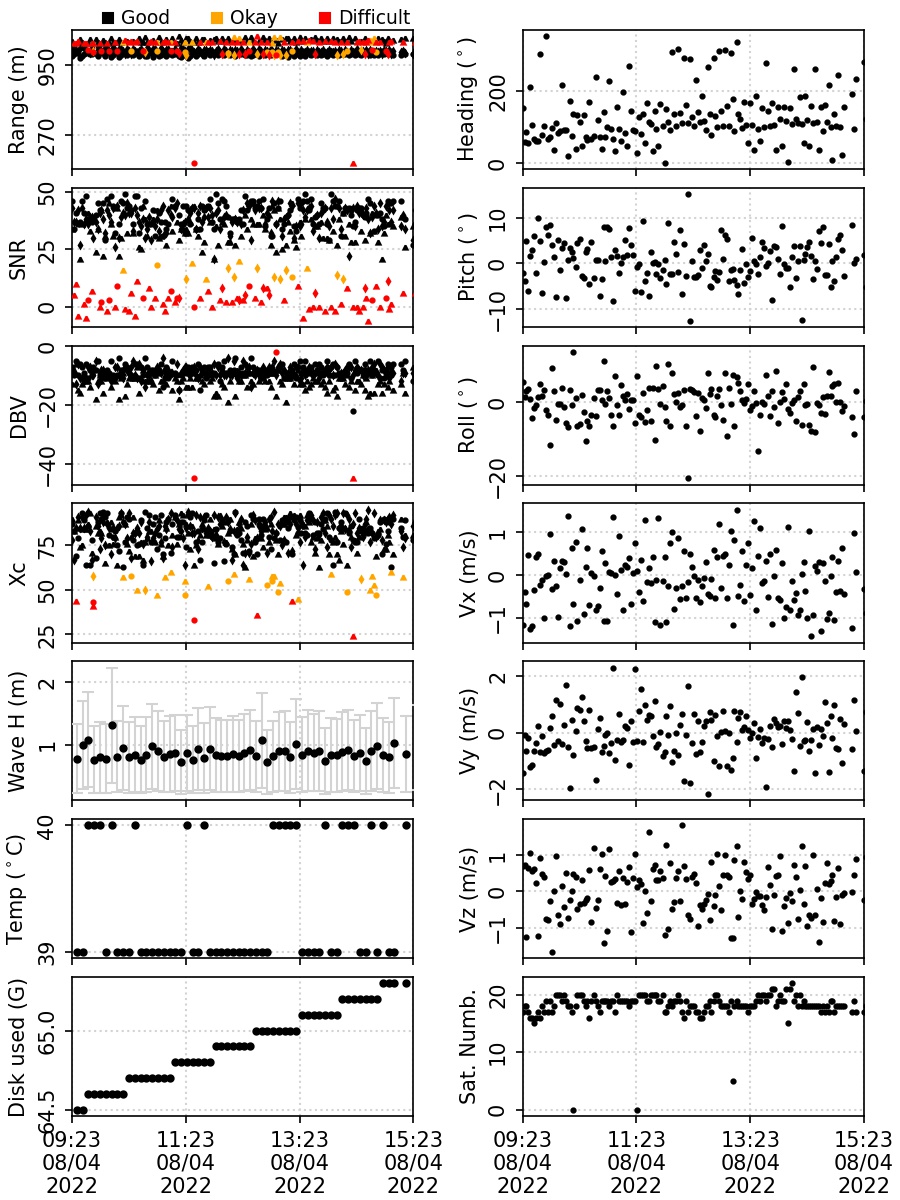 Good Okay Difficult
Range (m)
950
270
Heading (°)
200
0
SNR
50
25
0
Pitch (°)
10
0
−10
DBV
0
−20
−40
Roll (°)
0
−20
Xc
75
50
25
Vx (m/s)
1
0
−1
Wave H (m)
2
1
Vy (m/s)
2
0
−2
Temp (°C)
40
39
Vz (m/s)
1
0
−1
Disk used (G)
65.0
64.5
Sat. Numb.
20
10
0
09:23 11:23 13:23 15:23
08/04 08/04 08/04 08/04
2022 2022 2022 2022
09:23 11:23 13:23 15:23
08/04 08/04 08/04 08/04
2022 2022 2022 2022